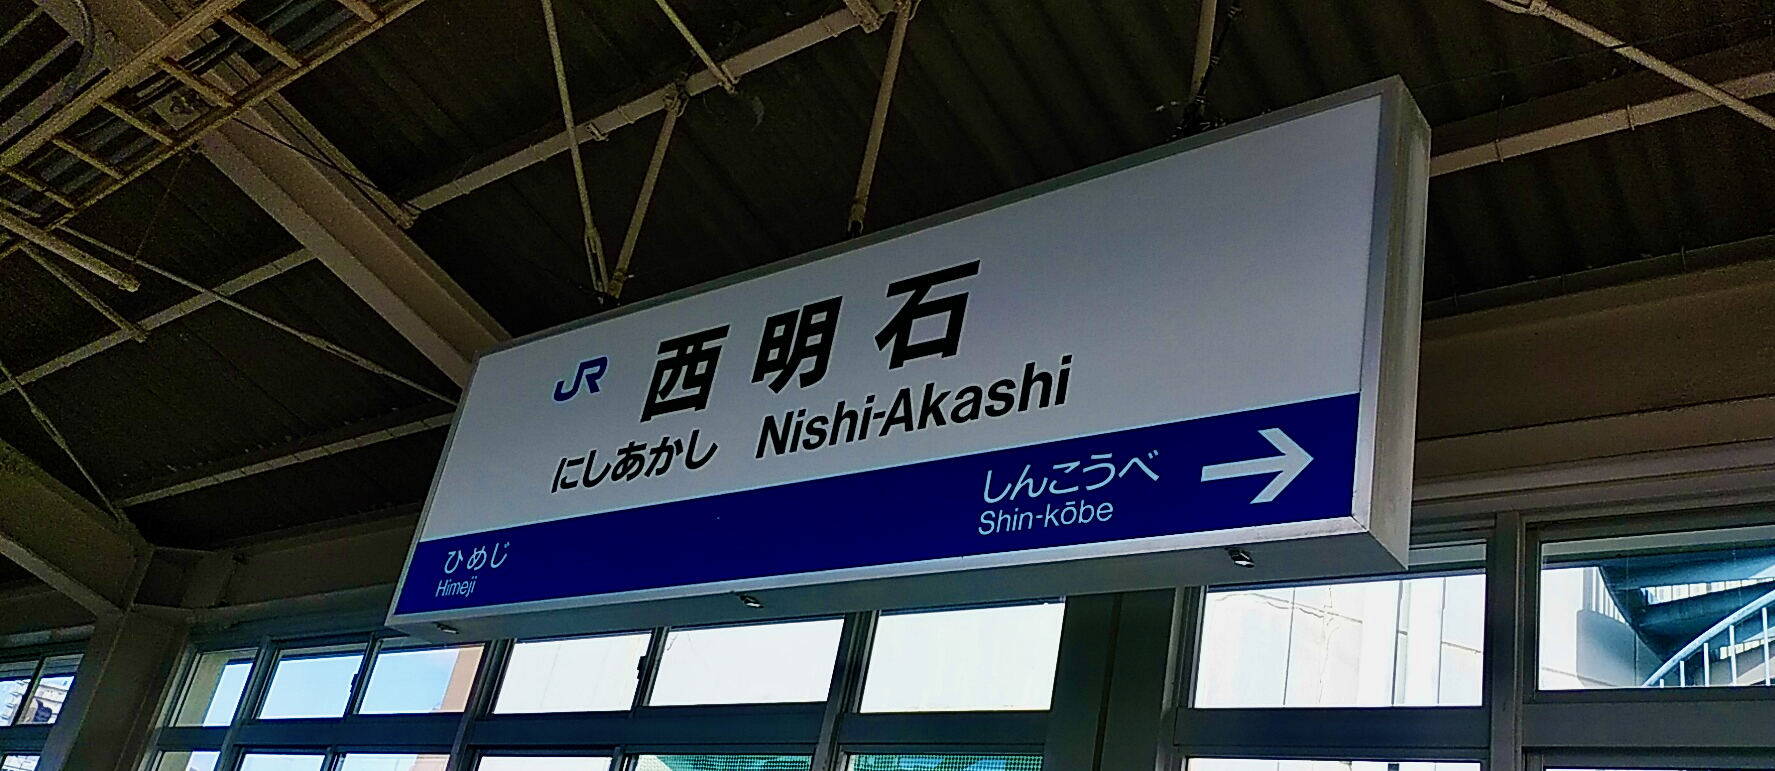 JR 西明石
にしあかし Nishi-Akashi
ひめじ
Himeji
しんこうべ →
Shin-kōbe